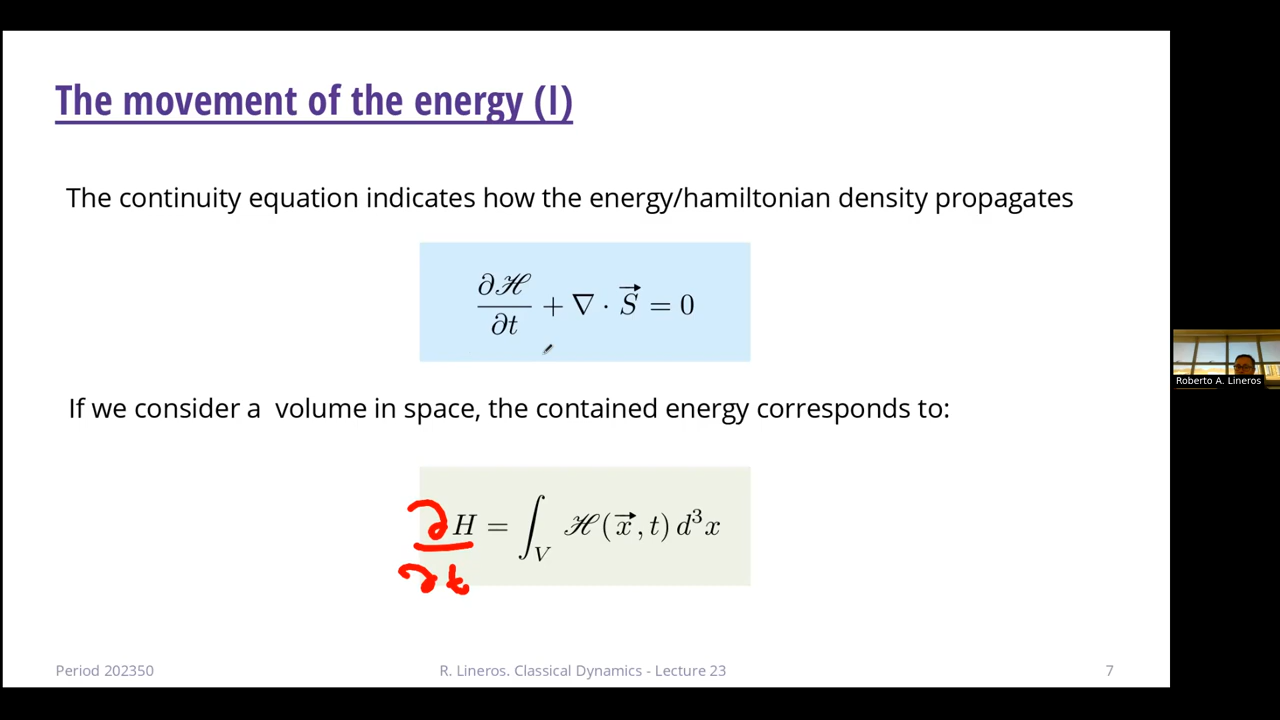 The movement of the energy (I)
The continuity equation indicates how the energy/hamiltonian density propagates
∂ℋ/∂t + ∇ · S⃗ = 0
If we consider a  volume in space, the contained energy corresponds to:
∂/∂t H = ∫_V ℋ(x⃗, t) d³x
Roberto A. Lineros
Period 202350
R. Lineros. Classical Dynamics - Lecture 23
7